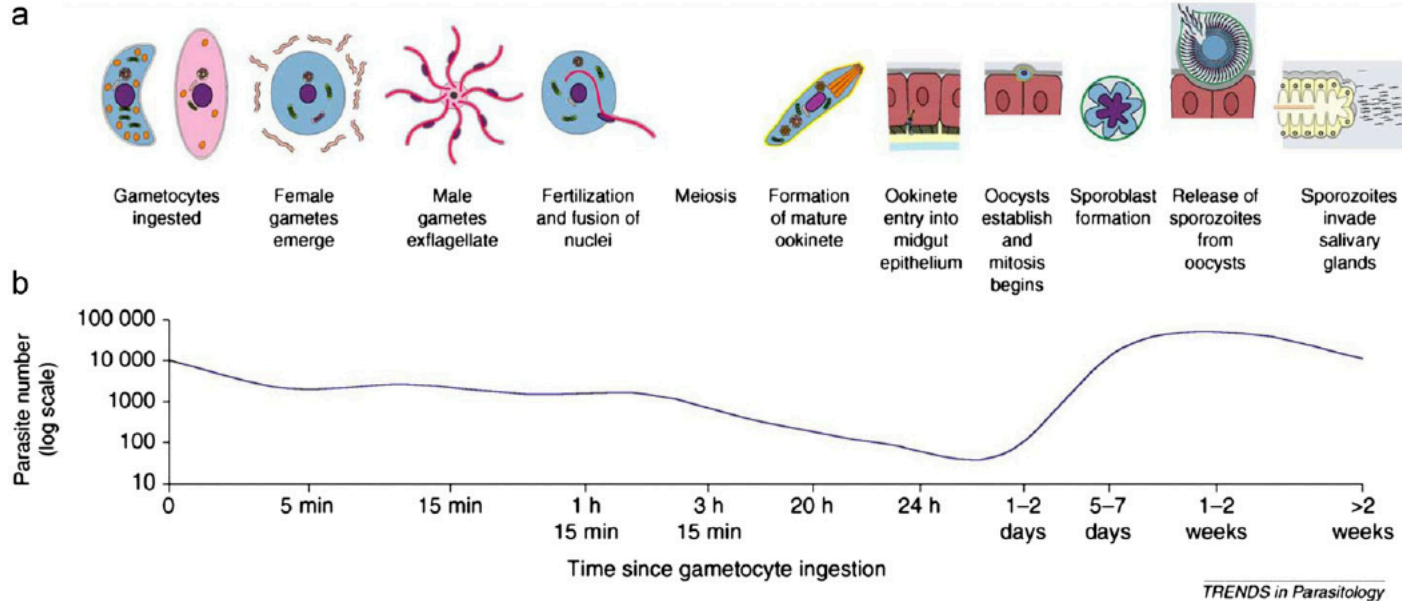 a
Gametocytes
ingested
Female
gametes
emerge
Male
gametes
exflagellate
Fertilization
and fusion of
nuclei
Meiosis
Formation
of mature
ookinete
Ookinete
entry into
midgut
epithelium
Oocysts
establish
and
mitosis
begins
Sporoblast
formation
Release of
sporozoites
from
oocysts
Sporozoites
invade
salivary
glands
b
Parasite number
(log scale)
100 000
10 000
1000
100
10
0
5 min
15 min
1 h
15 min
3 h
15 min
20 h
24 h
1–2
days
5–7
days
1–2
weeks
>2
weeks
Time since gametocyte ingestion
TRENDS in Parasitology